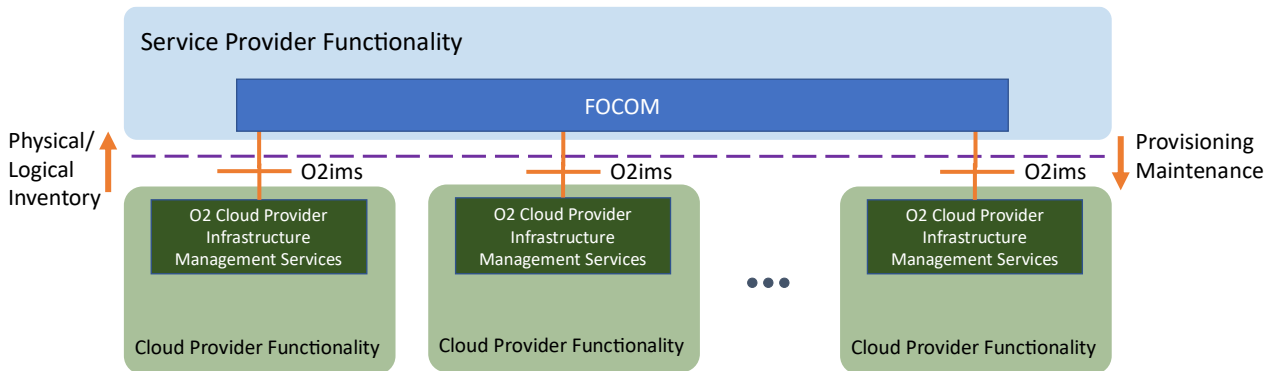 Service Provider Functionality
FOCOM
Physical/
Logical
Inventory
Provisioning
Maintenance
O2ims
O2ims
O2ims
O2 Cloud Provider
Infrastructure
Management Services
O2 Cloud Provider
Infrastructure
Management Services
O2 Cloud Provider
Infrastructure
Management Services
Cloud Provider Functionality
Cloud Provider Functionality
Cloud Provider Functionality